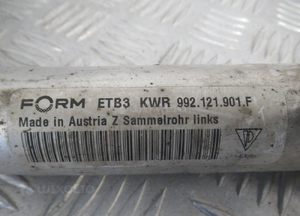 FORM ETB3 KWR 992.121.901.F
Made in Austria Z Sammelrohr links